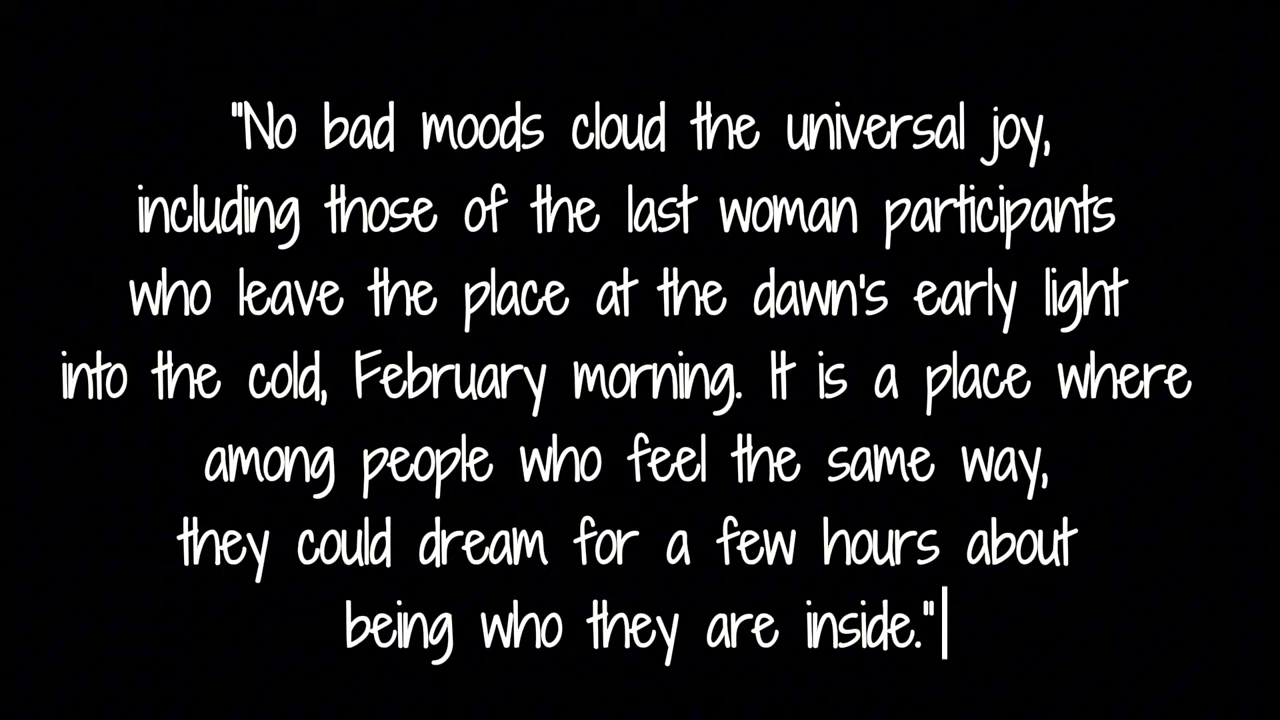 "No bad moods cloud the universal joy,
including those of the last woman participants
who leave the place at the dawn's early light
into the cold, February morning. It is a place where
among people who feel the same way,
they could dream for a few hours about
being who they are inside."|